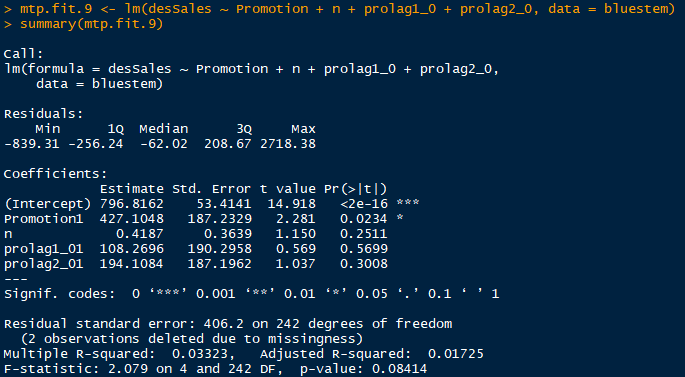 > mtp.fit.9 <- lm(desSales ~ Promotion + n + prolag1_0 + prolag2_0, data = bluestem)
> summary(mtp.fit.9)
Call:
lm(formula = desSales ~ Promotion + n + prolag1_0 + prolag2_0,
    data = bluestem)
Residuals:
    Min      1Q  Median      3Q     Max
-839.31 -256.24  -62.02  208.67 2718.38
Coefficients:
            Estimate Std. Error t value Pr(>|t|)
(Intercept) 796.8162    53.4141  14.918   <2e-16 ***
Promotion1  427.1048   187.2329   2.281   0.0234 *
n             0.4187     0.3639   1.150   0.2511
prolag1_01  108.2696   190.2958   0.569   0.5699
prolag2_01  194.1084   187.1962   1.037   0.3008
---
Signif. codes:  0 ‘***’ 0.001 ‘**’ 0.01 ‘*’ 0.05 ‘.’ 0.1 ‘ ’ 1
Residual standard error: 406.2 on 242 degrees of freedom
  (2 observations deleted due to missingness)
Multiple R-squared:  0.03323,	Adjusted R-squared:  0.01725
F-statistic: 2.079 on 4 and 242 DF,  p-value: 0.08414